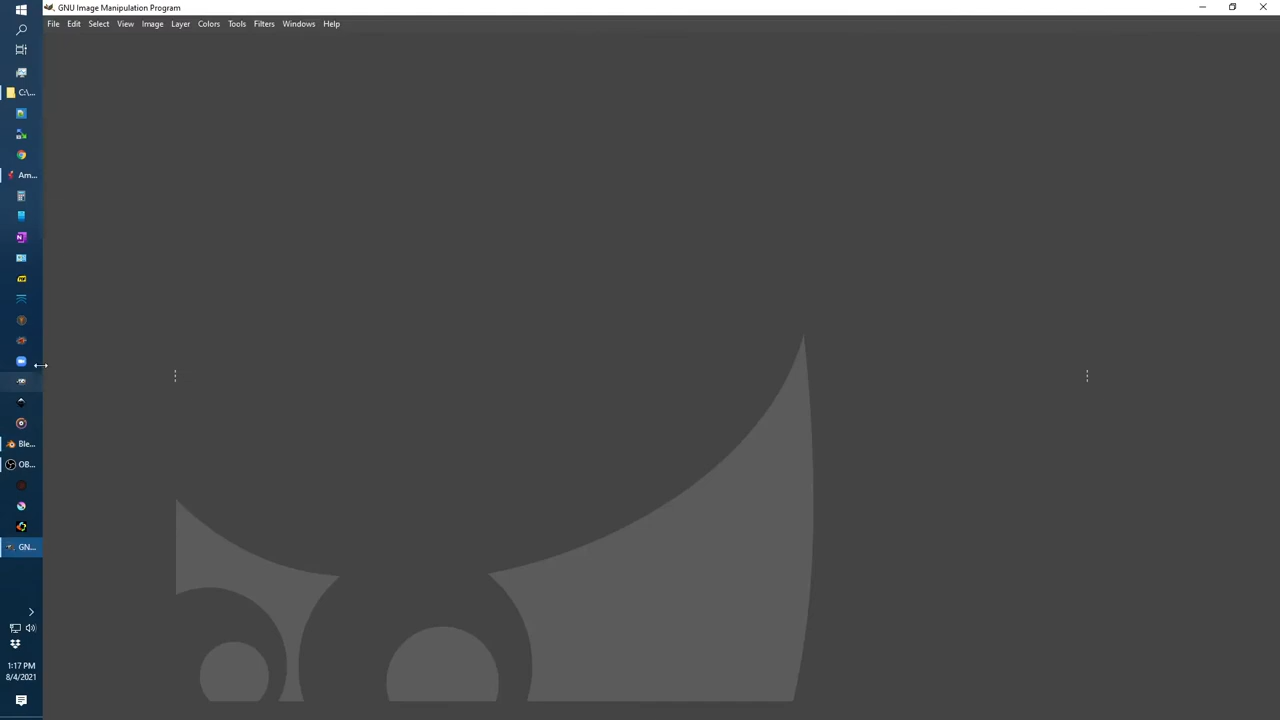 GNU Image Manipulation Program
File Edit Select View Image Layer Colors Tools Filters Windows Help
C:\...
Am...
Ble...
OB...
GN...
1:17 PM
8/4/2021